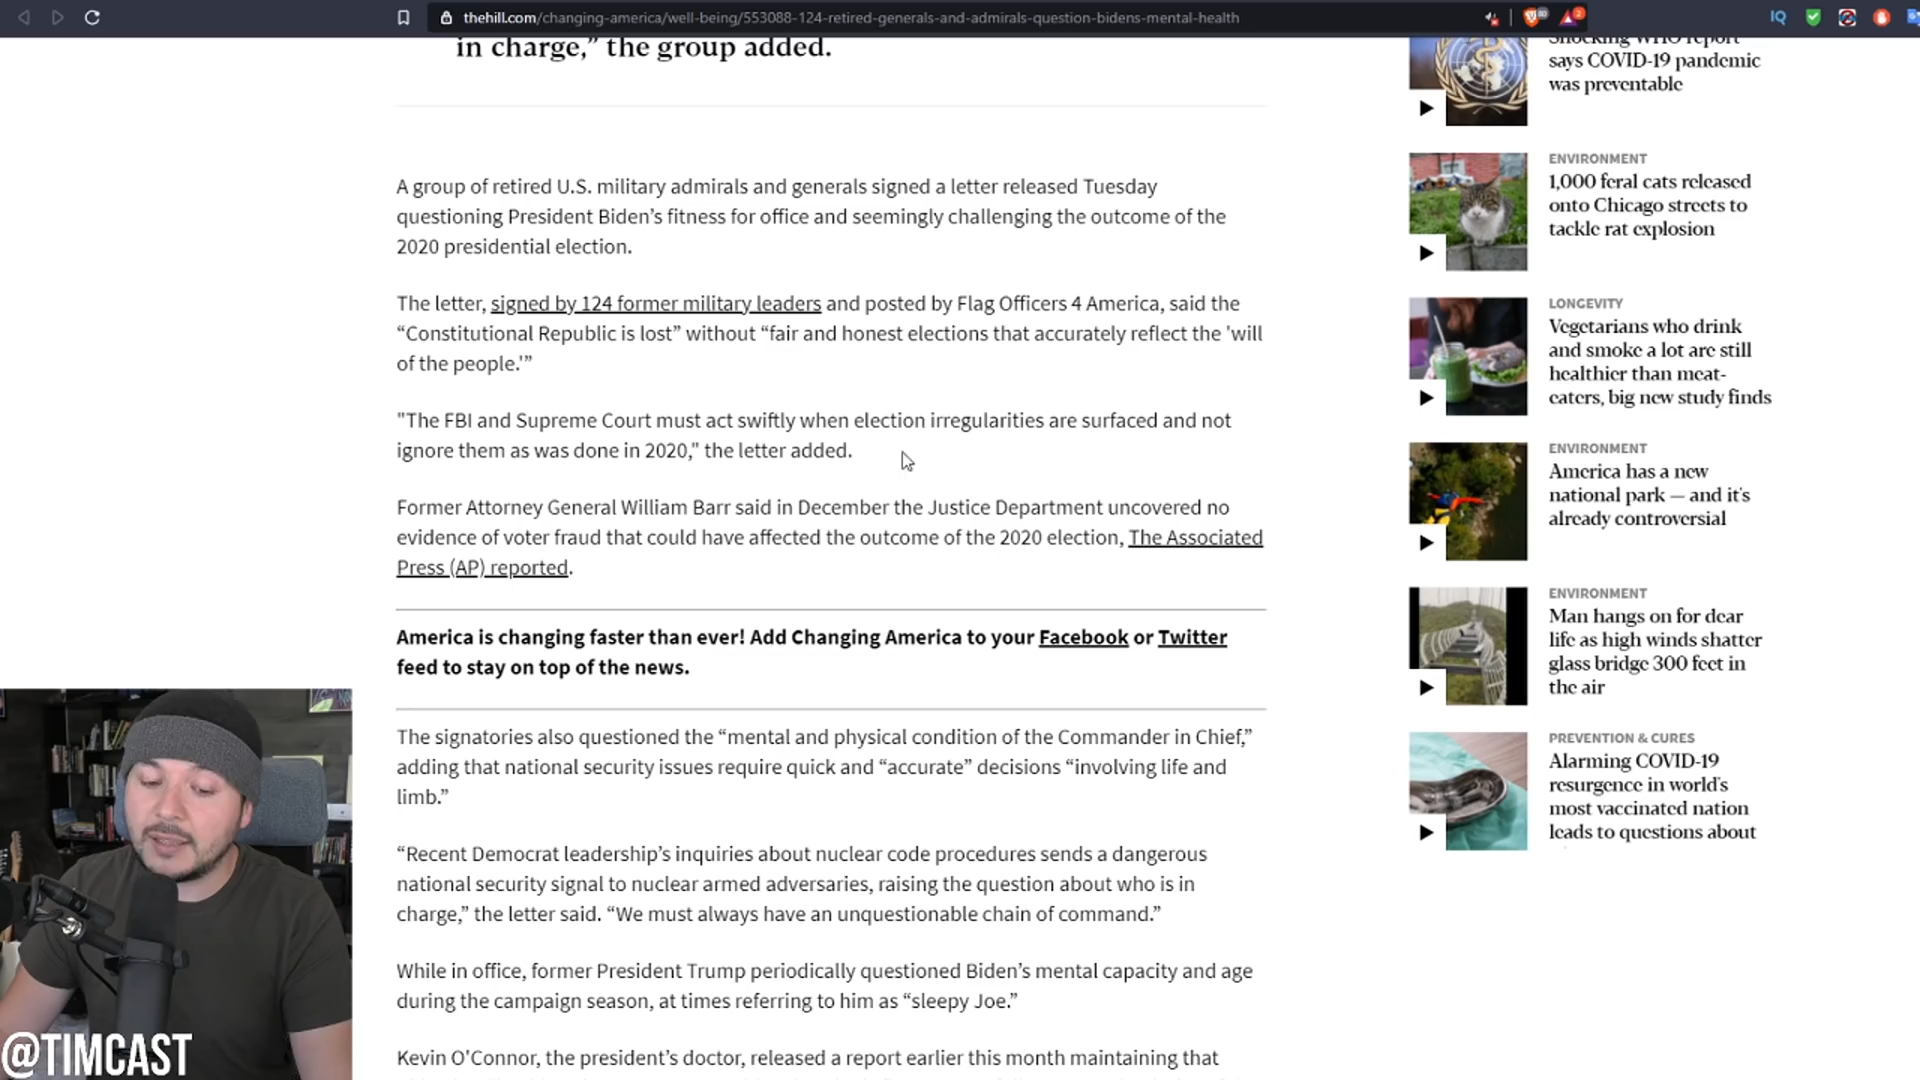 thehill.com/changing-america/well-being/553088-124-retired-generals-and-admirals-question-bidens-mental-health
IQ
in charge,” the group added.
A group of retired U.S. military admirals and generals signed a letter released Tuesday
questioning President Biden’s fitness for office and seemingly challenging the outcome of the
2020 presidential election.
The letter, signed by 124 former military leaders and posted by Flag Officers 4 America, said the
“Constitutional Republic is lost” without “fair and honest elections that accurately reflect the 'will
of the people.'”
"The FBI and Supreme Court must act swiftly when election irregularities are surfaced and not
ignore them as was done in 2020," the letter added.
Former Attorney General William Barr said in December the Justice Department uncovered no
evidence of voter fraud that could have affected the outcome of the 2020 election, The Associated
Press (AP) reported.
America is changing faster than ever! Add Changing America to your Facebook or Twitter
feed to stay on top of the news.
The signatories also questioned the “mental and physical condition of the Commander in Chief,”
adding that national security issues require quick and “accurate” decisions “involving life and
limb.”
“Recent Democrat leadership’s inquiries about nuclear code procedures sends a dangerous
national security signal to nuclear armed adversaries, raising the question about who is in
charge,” the letter said. “We must always have an unquestionable chain of command.”
While in office, former President Trump periodically questioned Biden’s mental capacity and age
during the campaign season, at times referring to him as “sleepy Joe.”
Kevin O'Connor, the president’s doctor, released a report earlier this month maintaining that
Shocking WHO report
says COVID-19 pandemic
was preventable
ENVIRONMENT
1,000 feral cats released
onto Chicago streets to
tackle rat explosion
LONGEVITY
Vegetarians who drink
and smoke a lot are still
healthier than meat-
eaters, big new study finds
ENVIRONMENT
America has a new
national park — and it's
already controversial
ENVIRONMENT
Man hangs on for dear
life as high winds shatter
glass bridge 300 feet in
the air
PREVENTION & CURES
Alarming COVID-19
resurgence in world's
most vaccinated nation
leads to questions about
@TIMCAST